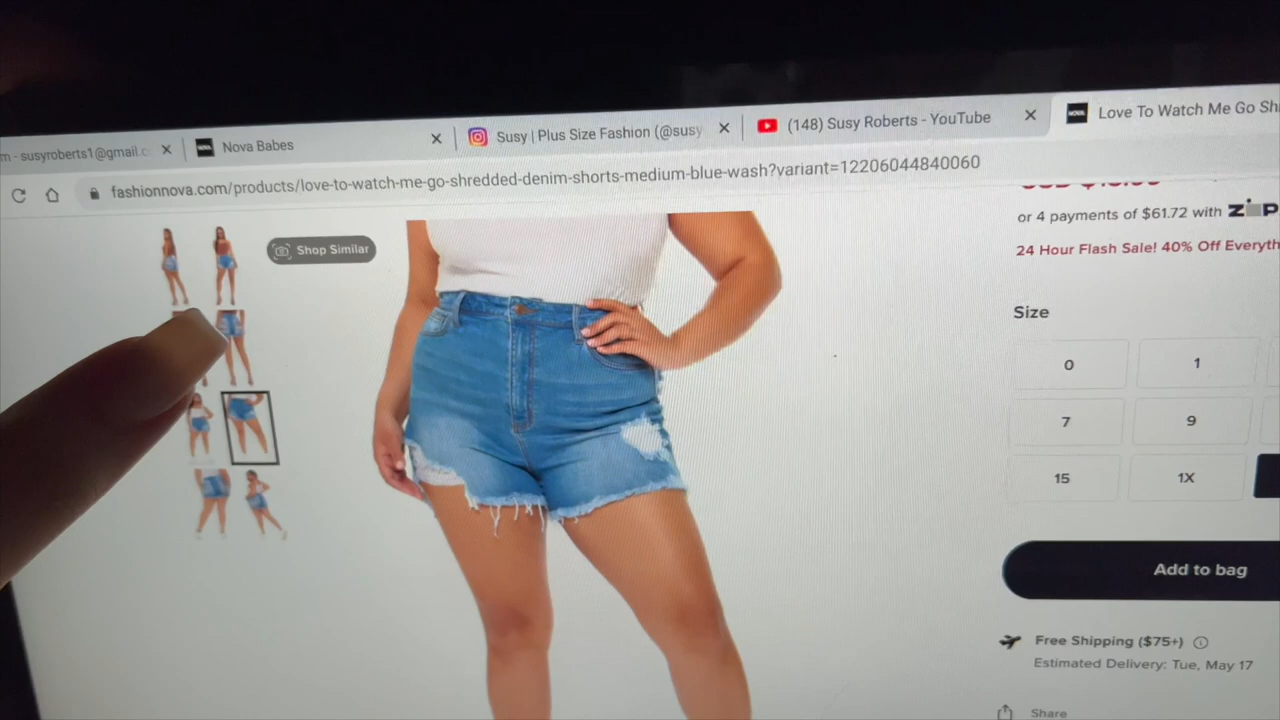 m - susyroberts1@gmail.c
NOVA
Nova Babes
Susy | Plus Size Fashion (@susy
(148) Susy Roberts - YouTube
NOVA
Love To Watch Me Go Sh
fashionnova.com/products/love-to-watch-me-go-shredded-denim-shorts-medium-blue-wash?variant=12206044840060
Shop Similar
or 4 payments of $61.72 with ZIP
24 Hour Flash Sale! 40% Off Everyth
Size
0
1
7
9
15
1X
Add to bag
Free Shipping ($75+)
Estimated Delivery: Tue, May 17
Share